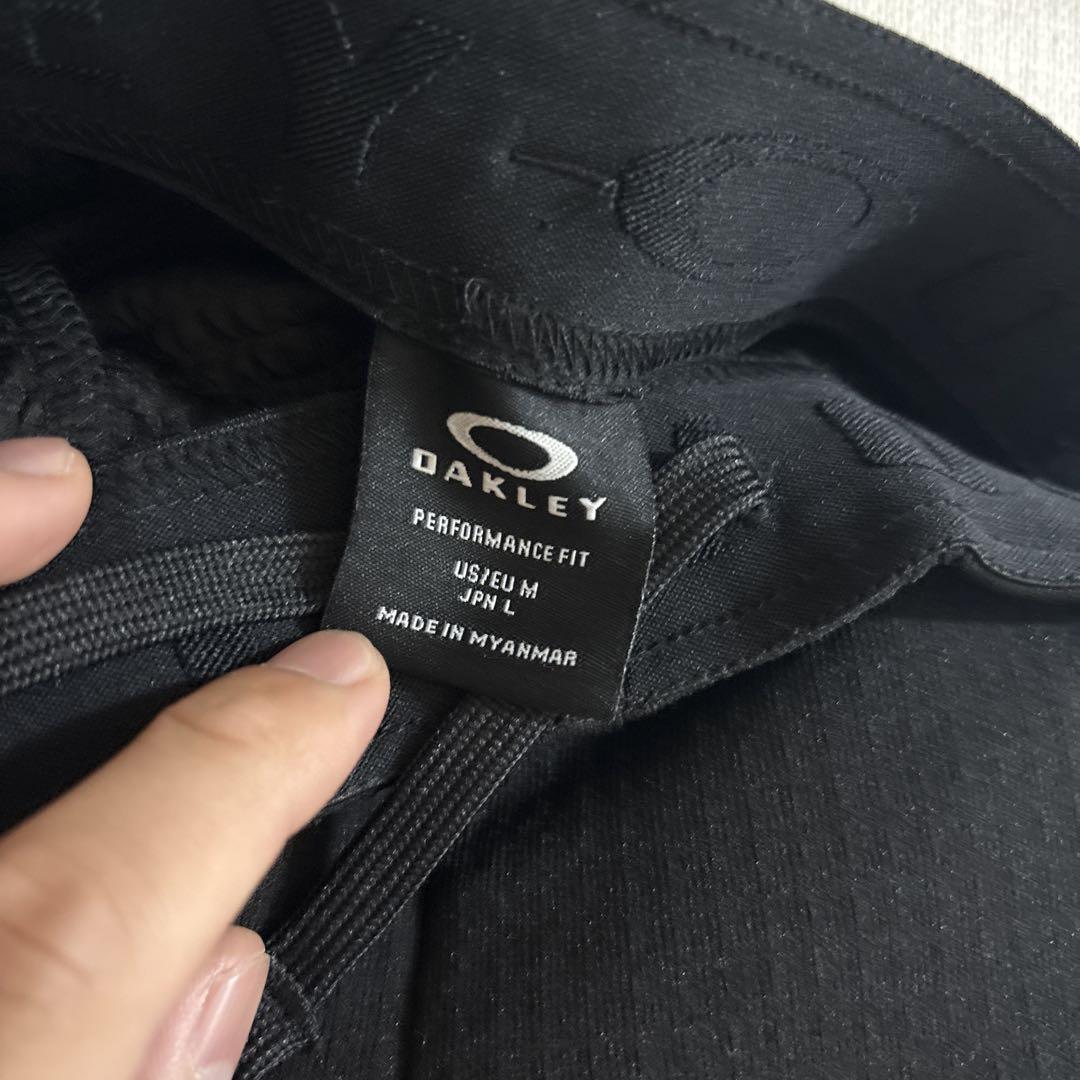 OAKLEY
PERFORMANCE FIT
US/EU M
JPN L
MADE IN MYANMAR